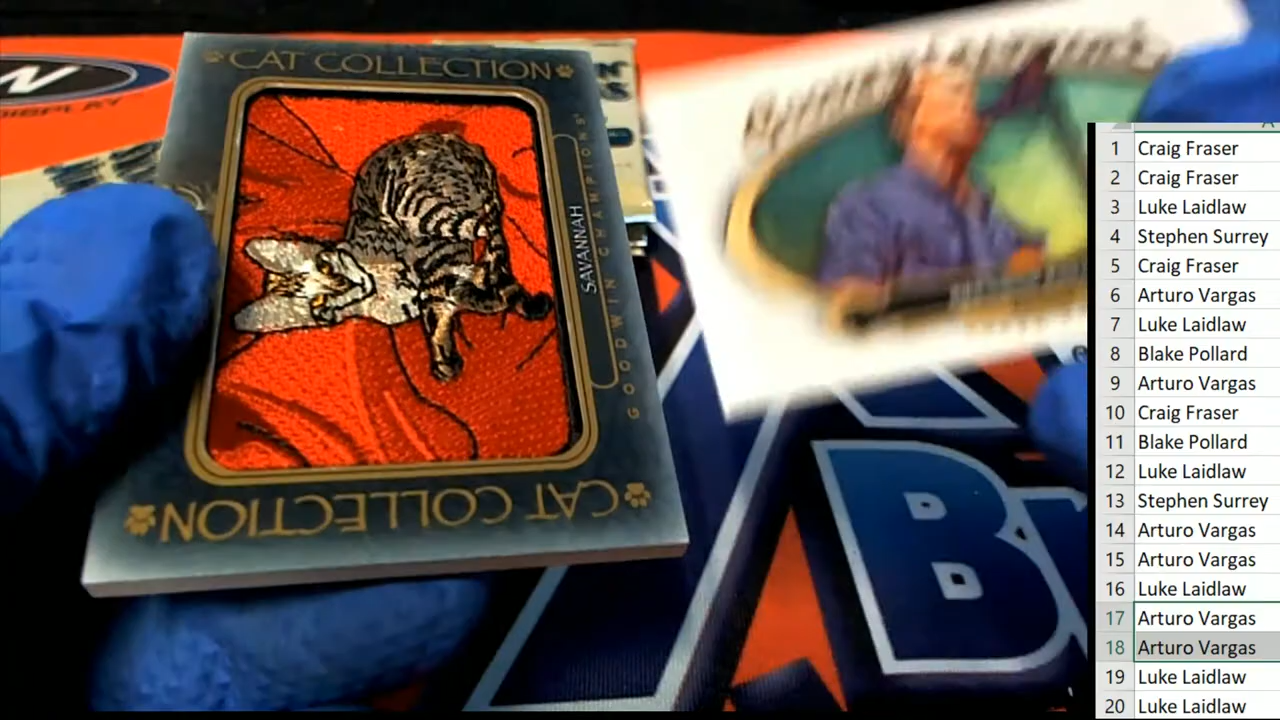 CAT COLLECTION
SAVANNAH
GOODWIN CHAMPIONS
CAT COLLECTION
N
DISPLAY
B
1 Craig Fraser
2 Craig Fraser
3 Luke Laidlaw
4 Stephen Surrey
5 Craig Fraser
6 Arturo Vargas
7 Luke Laidlaw
8 Blake Pollard
9 Arturo Vargas
10 Craig Fraser
11 Blake Pollard
12 Luke Laidlaw
13 Stephen Surrey
14 Arturo Vargas
15 Arturo Vargas
16 Luke Laidlaw
17 Arturo Vargas
18 Arturo Vargas
19 Luke Laidlaw
20 Luke Laidlaw